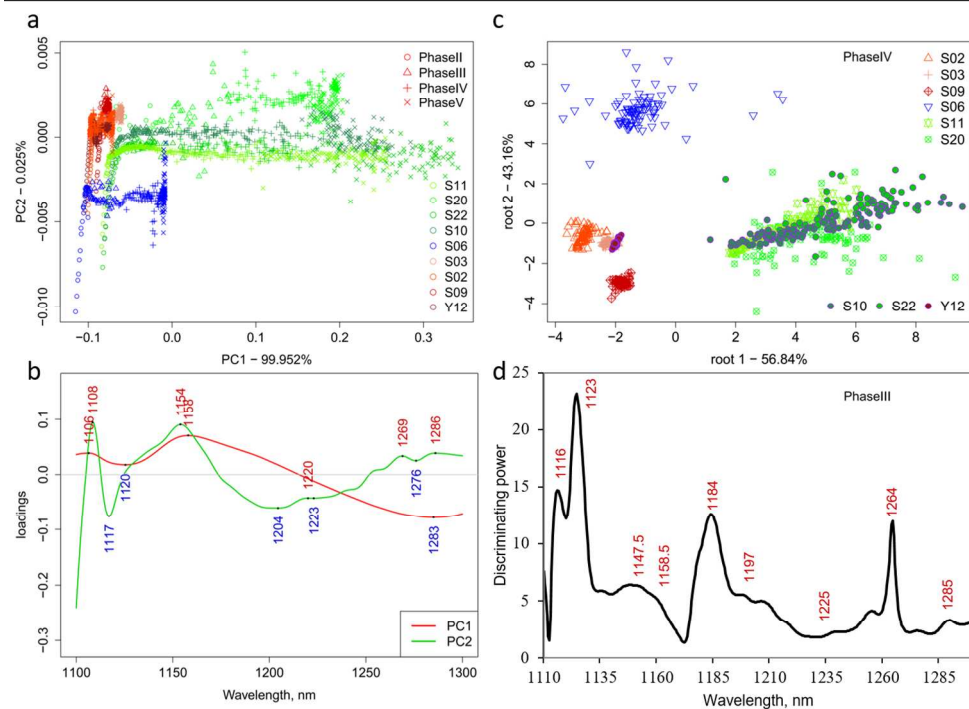 a
PC2 − 0.025%
0.005
0.000
−0.005
−0.010
PhaseII
PhaseIII
PhaseIV
PhaseV
S11
S20
S22
S10
S06
S03
S02
S09
Y12
−0.1
0.0
0.1
0.2
0.3
PC1 − 99.952%
c
root 2 − 43.16%
8
6
4
2
0
−2
−4
PhaseIV
S02
S03
S09
S06
S11
S20
S10
S22
Y12
−4
−2
0
2
4
6
8
root 1 − 56.84%
b
loadings
0.1
0.0
−0.1
−0.2
−0.3
1106
1108
1117
1120
1154
1158
1204
1220
1223
1269
1276
1286
1283
PC1
PC2
1100
1150
1200
1250
1300
Wavelength, nm
d
Discriminating power
25
20
15
10
5
0
PhaseIII
1116
1123
1147.5
1158.5
1184
1197
1225
1264
1285
1110
1135
1160
1185
1210
1235
1260
1285
Wavelength, nm